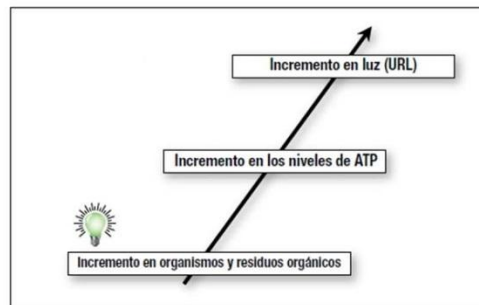 Incremento en luz (URL)
Incremento en los niveles de ATP
Incremento en organismos y residuos orgánicos